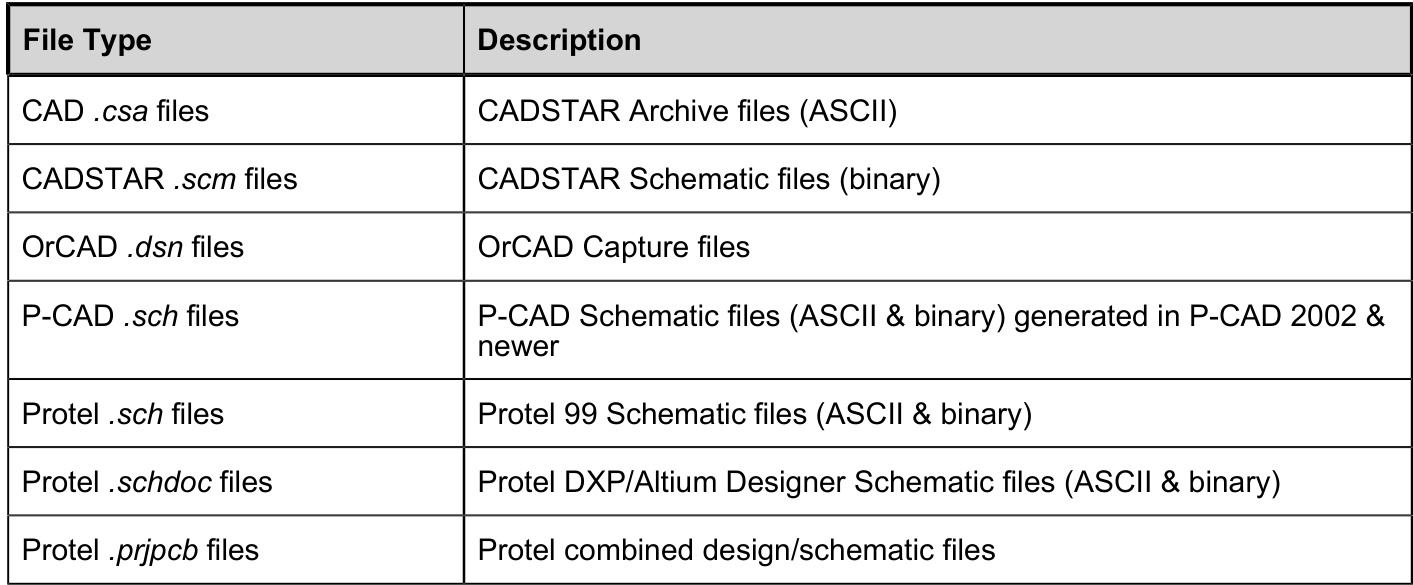 File Type Description
CAD .csa files CADSTAR Archive files (ASCII)
CADSTAR .scm files CADSTAR Schematic files (binary)
OrCAD .dsn files OrCAD Capture files
P-CAD .sch files P-CAD Schematic files (ASCII & binary) generated in P-CAD 2002 &
newer
Protel .sch files Protel 99 Schematic files (ASCII & binary)
Protel .schdoc files Protel DXP/Altium Designer Schematic files (ASCII & binary)
Protel .prjpcb files Protel combined design/schematic files